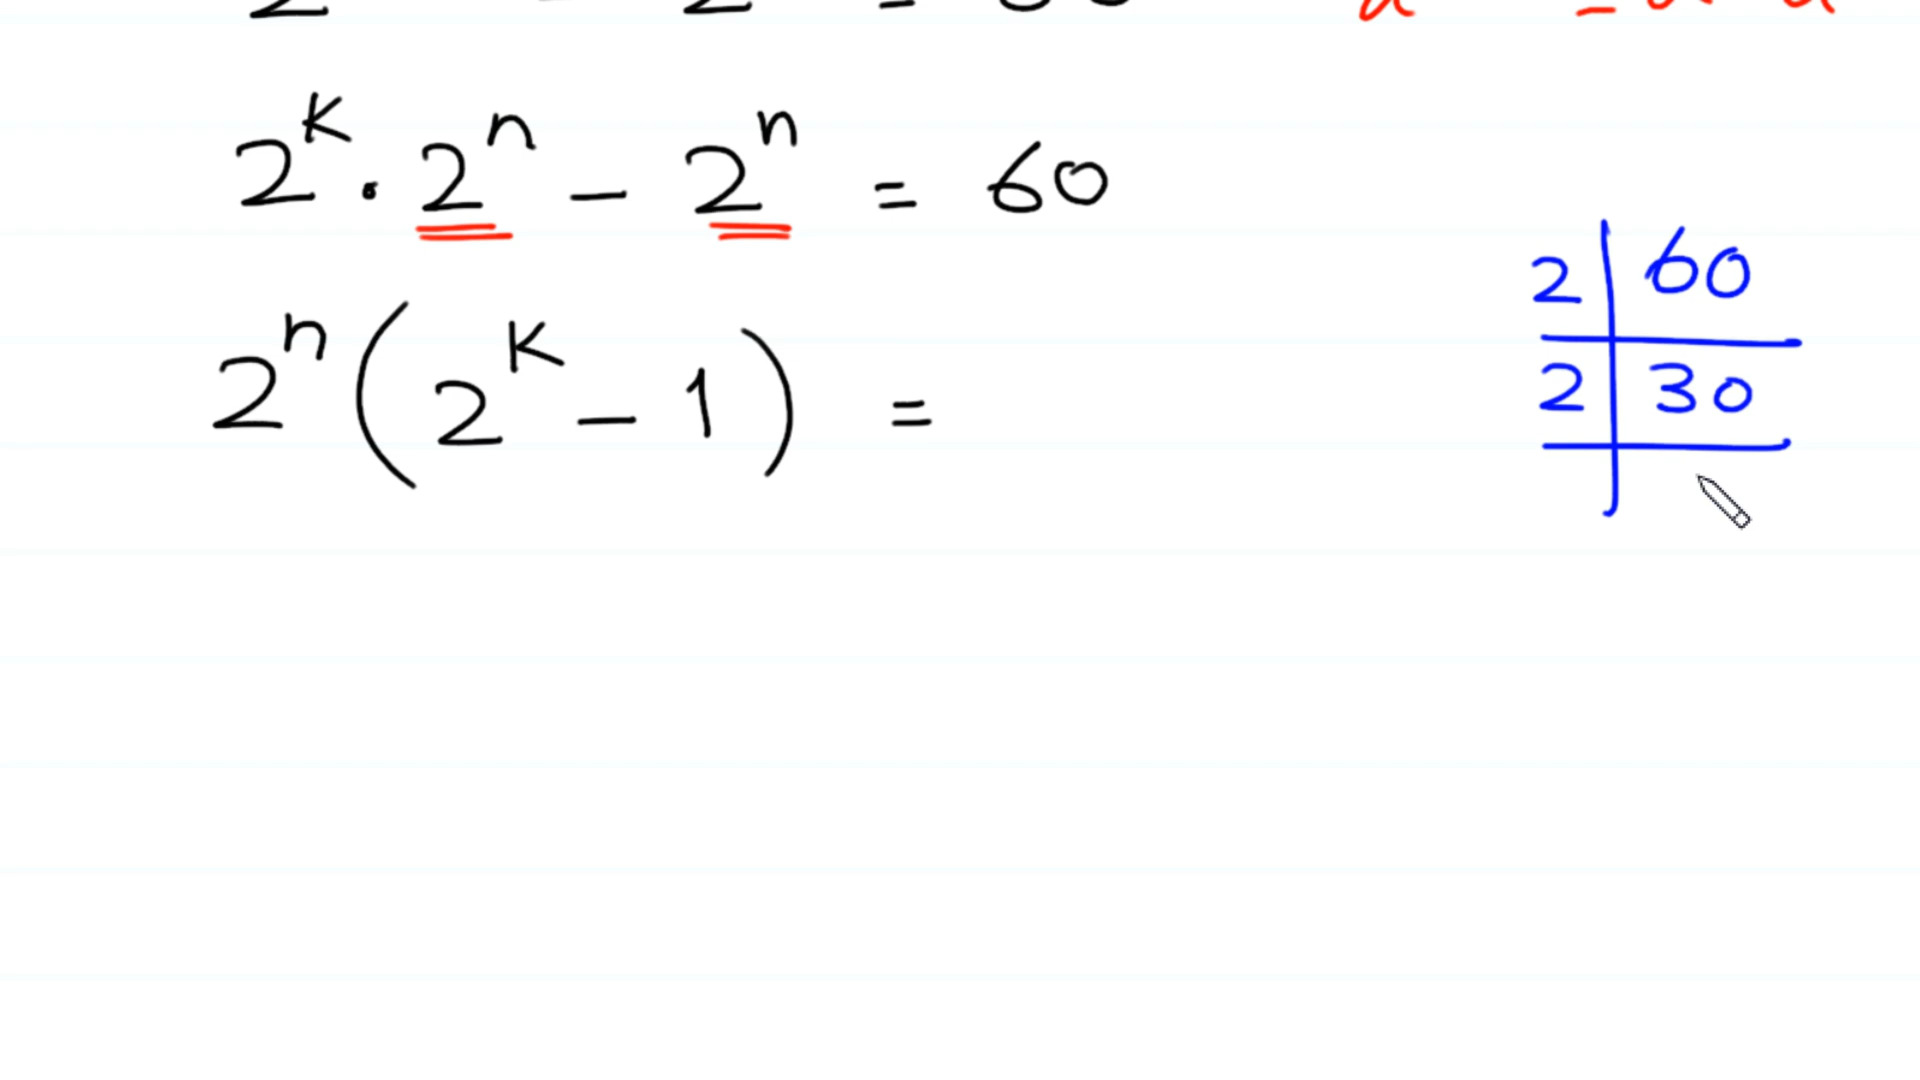 2^k · 2^n - 2^n = 60
2^n (2^k - 1) =
2 | 60
2 | 30